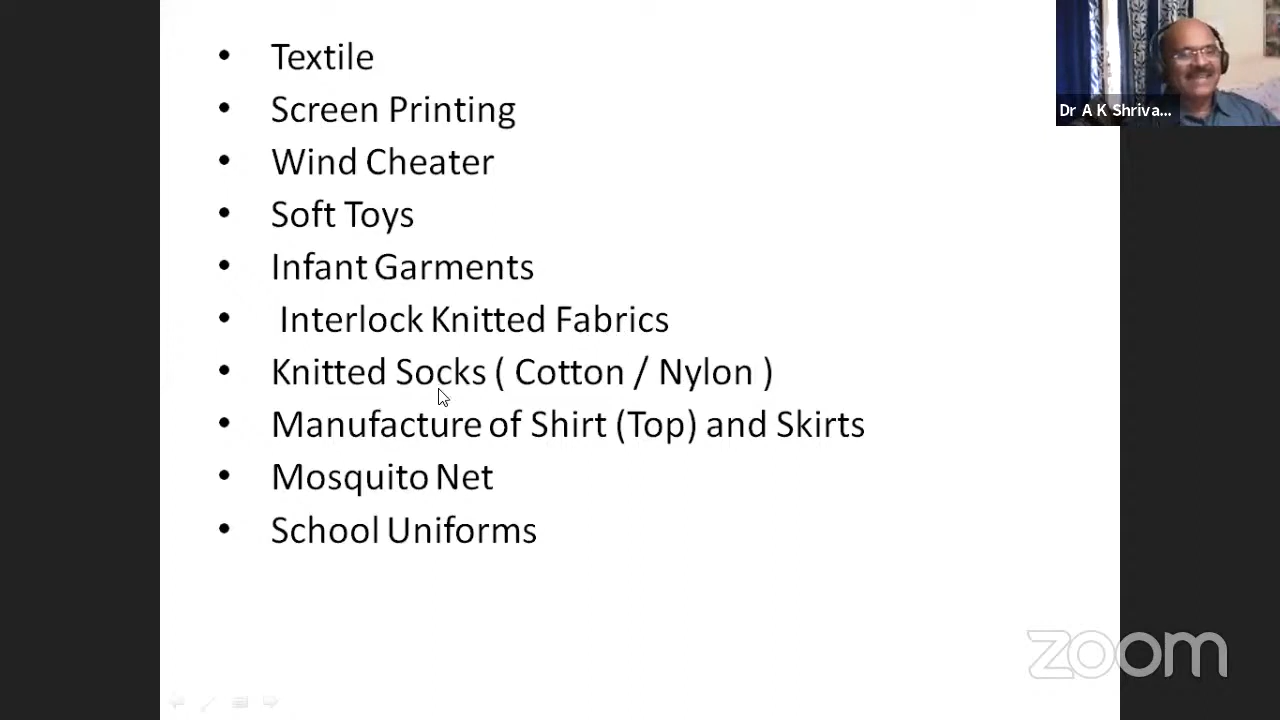 • Textile
• Screen Printing
• Wind Cheater
• Soft Toys
• Infant Garments
• Interlock Knitted Fabrics
• Knitted Socks ( Cotton / Nylon )
• Manufacture of Shirt (Top) and Skirts
• Mosquito Net
• School Uniforms
Dr A K Shriva...
zoom